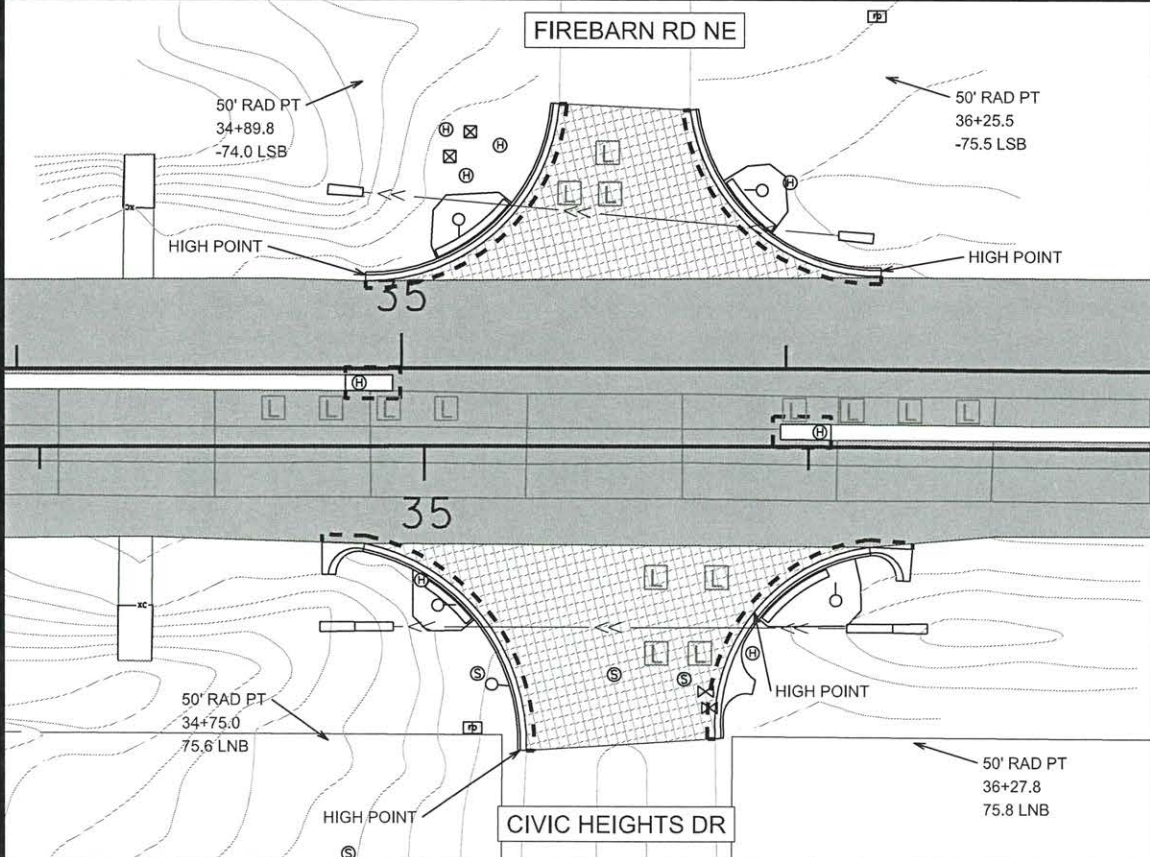 FIREBARN RD NE
50' RAD PT
34+89.8
-74.0 LSB
50' RAD PT
36+25.5
-75.5 LSB
H
H
H
H
L
L
L
xc
HIGH POINT
HIGH POINT
35
H
L
L
L
L
L
L
L
L
H
35
xc
H
L
L
L
L
H
S
S
S
50' RAD PT
34+75.0
75.6 LNB
HIGH POINT
HIGH POINT
50' RAD PT
36+27.8
75.8 LNB
CIVIC HEIGHTS DR
S